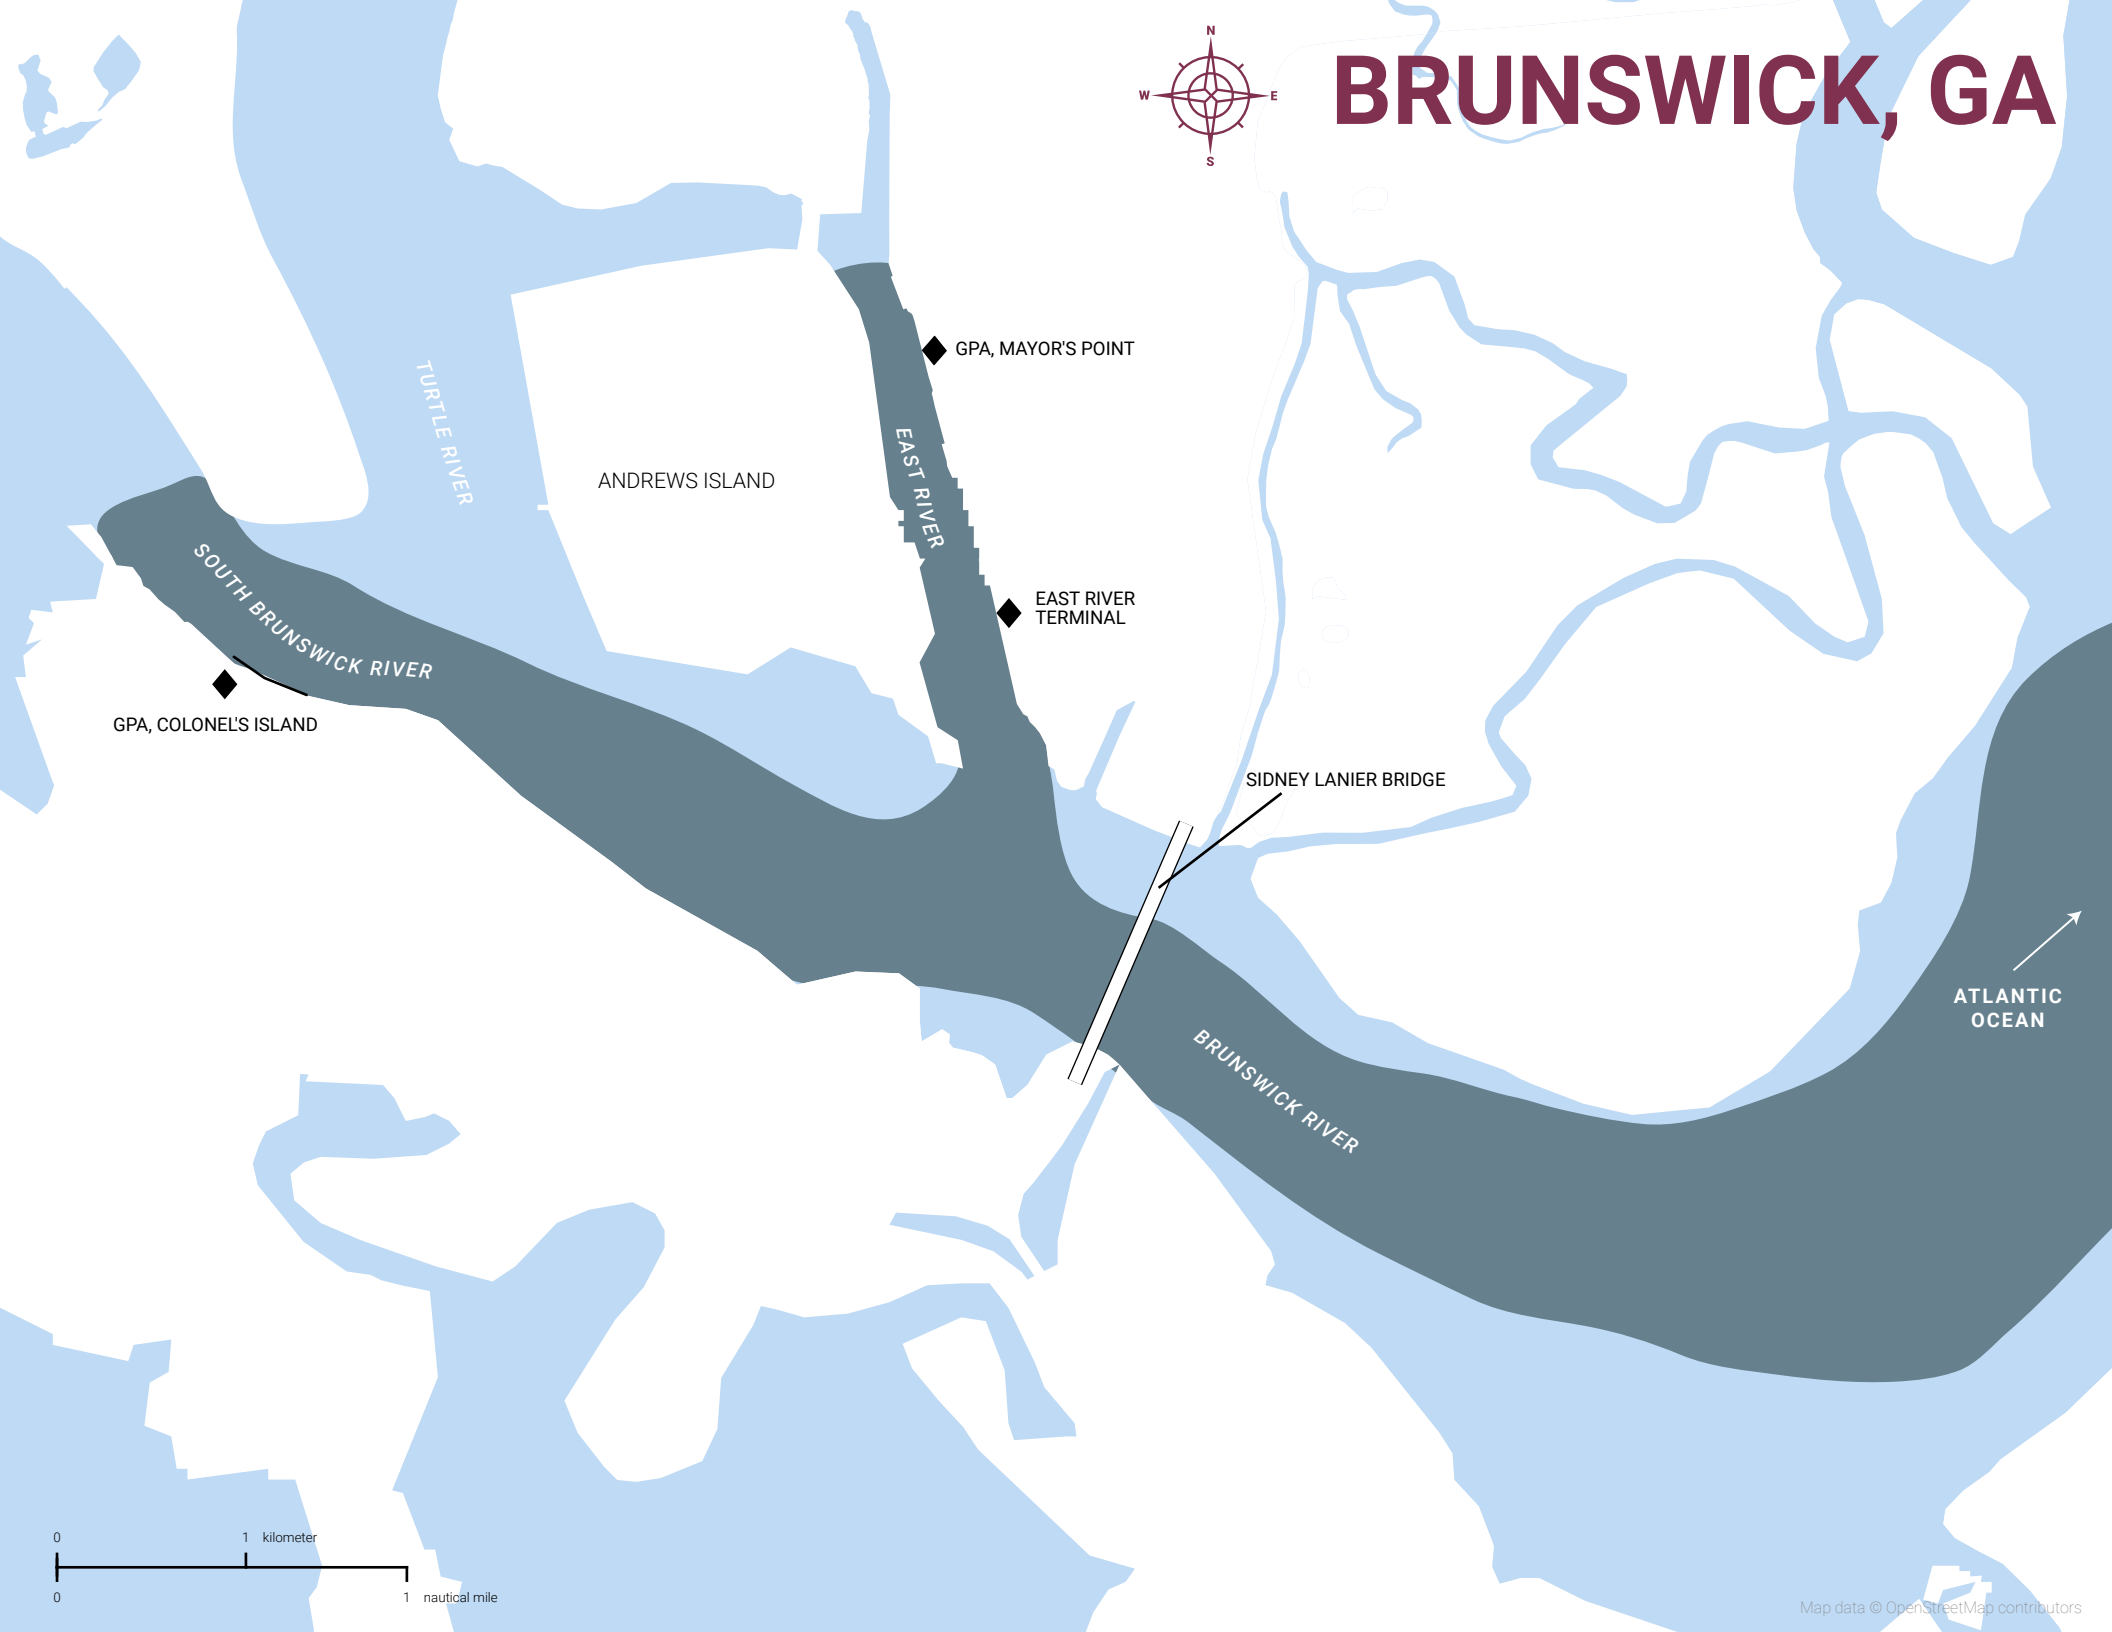 N
W
E
S
BRUNSWICK, GA
GPA, MAYOR'S POINT
TURTLE RIVER
EAST RIVER
ANDREWS ISLAND
SOUTH BRUNSWICK RIVER
EAST RIVER
TERMINAL
GPA, COLONEL'S ISLAND
SIDNEY LANIER BRIDGE
ATLANTIC
OCEAN
BRUNSWICK RIVER
0 1 kilometer
0 1 nautical mile
Map data © OpenStreetMap contributors